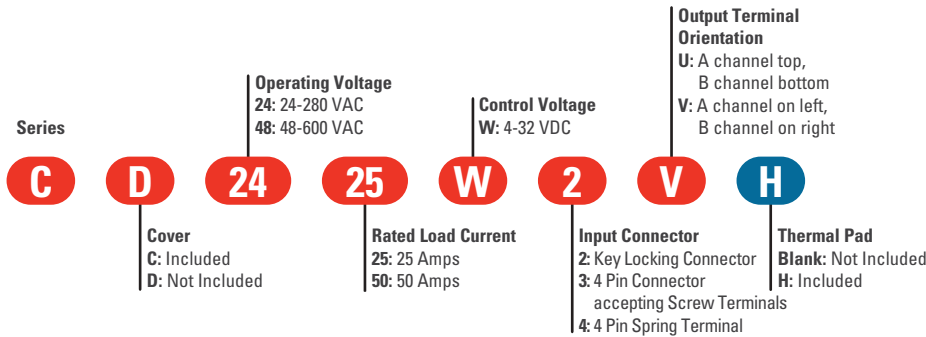 Output Terminal
Orientation
U: A channel top,
B channel bottom
V: A channel on left,
B channel on right
Operating Voltage
24: 24-280 VAC
48: 48-600 VAC
Control Voltage
W: 4-32 VDC
Series
C D 24 25 W 2 V H
Cover
C: Included
D: Not Included
Rated Load Current
25: 25 Amps
50: 50 Amps
Input Connector
2: Key Locking Connector
3: 4 Pin Connector
accepting Screw Terminals
4: 4 Pin Spring Terminal
Thermal Pad
Blank: Not Included
H: Included